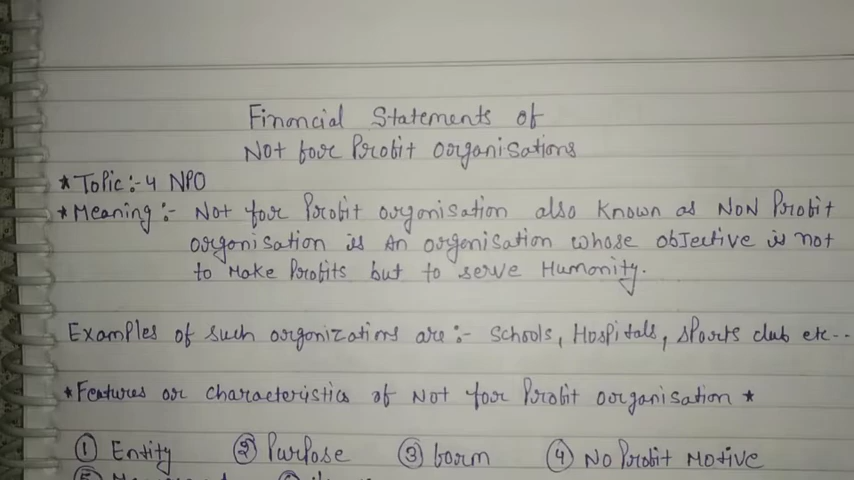 Financial Statements of
Not for Profit Organisations
* Topic:- 4 NPO
* Meaning:- Not for Profit organisation also known as NON Profit
organisation is An organisation whose objective is not
to Make Profits but to serve Humanity.
Examples of such organizations are:- Schools, Hospitals, sports club etc--
* Features or characteristics of Not for Profit Organisation *
① Entity ② Purpose ③ form ④ No Profit Motive
⑤